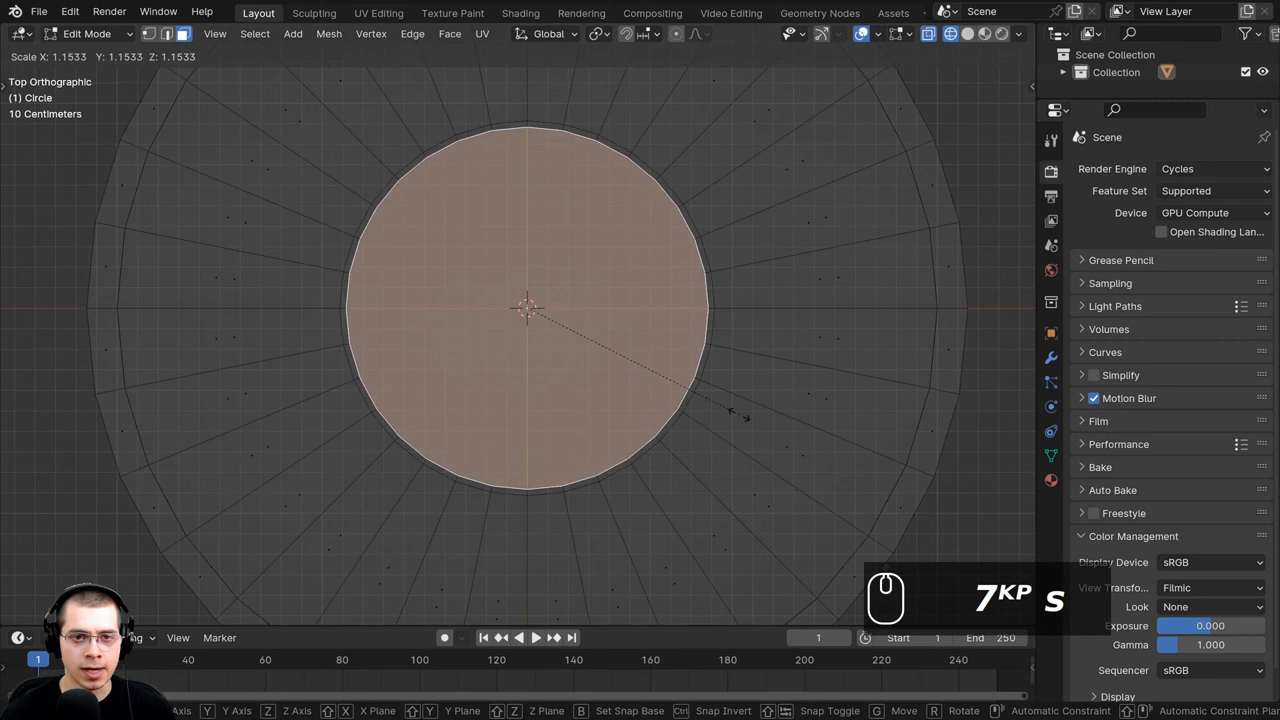 File Edit Render Window Help Layout Sculpting UV Editing Texture Paint Shading Rendering Compositing Video Editing Geometry Nodes Assets Scene View Layer
Edit Mode View Select Add Mesh Vertex Edge Face UV Global
Scale X: 1.1533 Y: 1.1533 Z: 1.1533
Top Orthographic
(1) Circle
10 Centimeters
Scene Collection
Collection
Scene
Render Engine Cycles
Feature Set Supported
Device GPU Compute
Open Shading Lan...
Grease Pencil
Sampling
Light Paths
Volumes
Curves
Simplify
Motion Blur
Film
Performance
Bake
Auto Bake
Freestyle
Color Management
Display Device sRGB
View Transfo... Filmic
Look None
Exposure 0.000
Gamma 1.000
Sequencer sRGB
Display
7KP S
View Marker 1 Start 1 End 250
1 40 60 80 100 120 140 160 180 200 220 240
Axis Y Y Axis Z Z Axis X X Plane Y Y Plane Z Z Plane B Set Snap Base Ctrl Snap Invert Snap Toggle G Move R Rotate Automatic Constraint Automatic Constraint Plan